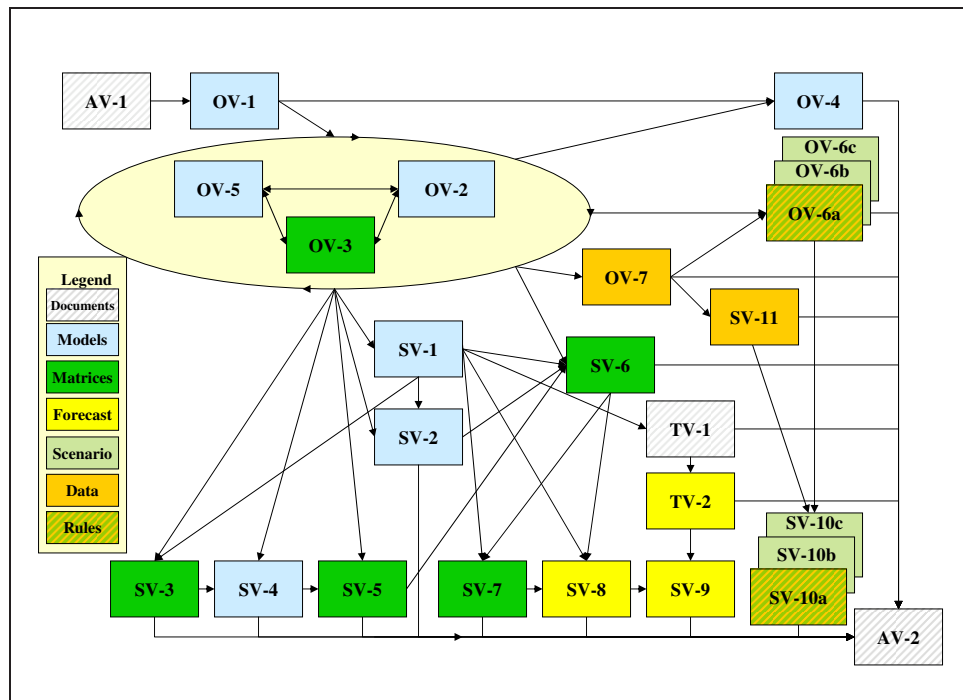 AV-1
OV-1
OV-4
OV-6c
OV-6b
OV-6a
OV-5
OV-2
OV-3
OV-7
SV-11
Legend
Documents
Models
Matrices
Forecast
Scenario
Data
Rules
SV-1
SV-6
SV-2
TV-1
TV-2
SV-10c
SV-10b
SV-10a
SV-3
SV-4
SV-5
SV-7
SV-8
SV-9
AV-2